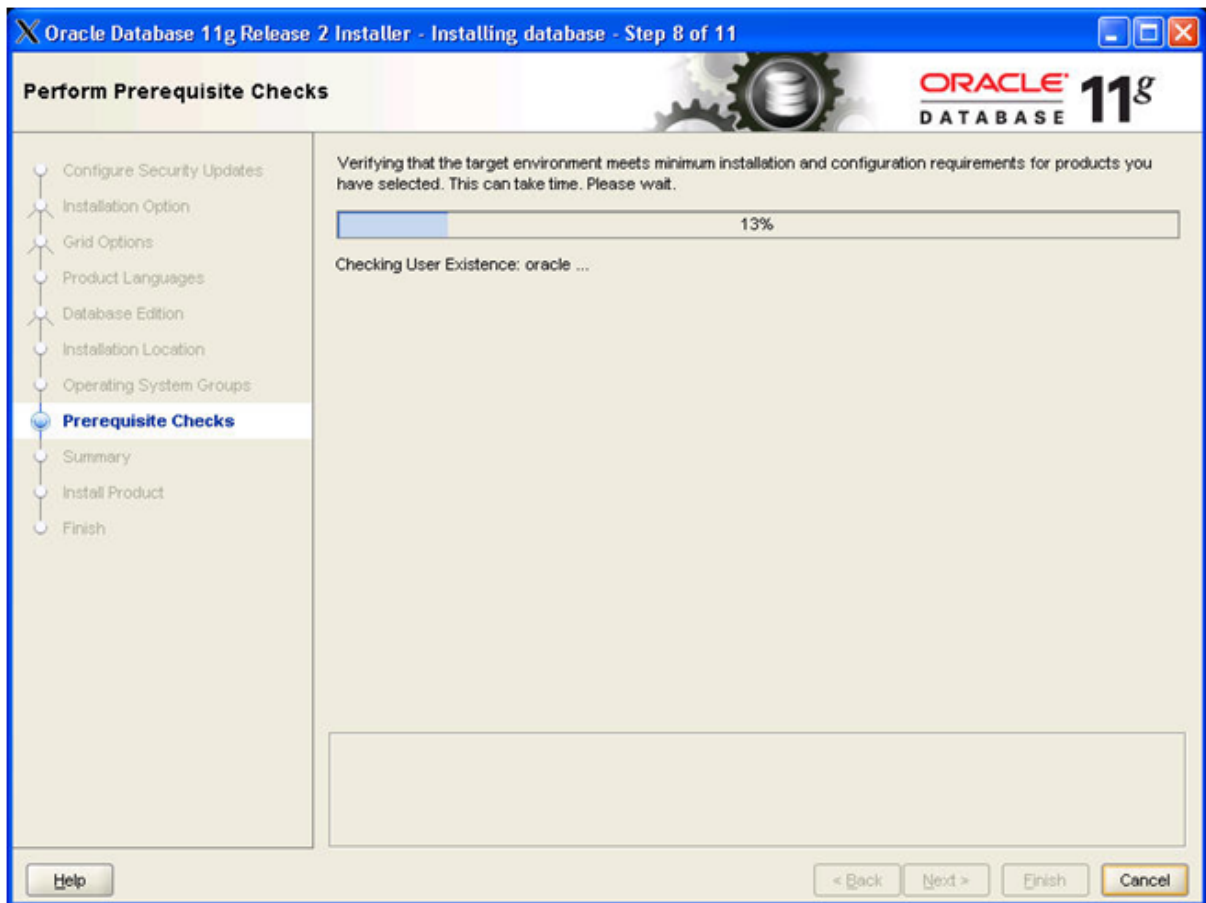 Oracle Database 11g Release 2 Installer - Installing database - Step 8 of 11
Perform Prerequisite Checks
ORACLE
DATABASE
11g
Configure Security Updates
Installation Option
Grid Options
Product Languages
Database Edition
Installation Location
Operating System Groups
Prerequisite Checks
Summary
Install Product
Finish
Verifying that the target environment meets minimum installation and configuration requirements for products you
have selected. This can take time. Please wait.
13%
Checking User Existence: oracle ...
Help
< Back
Next >
Finish
Cancel